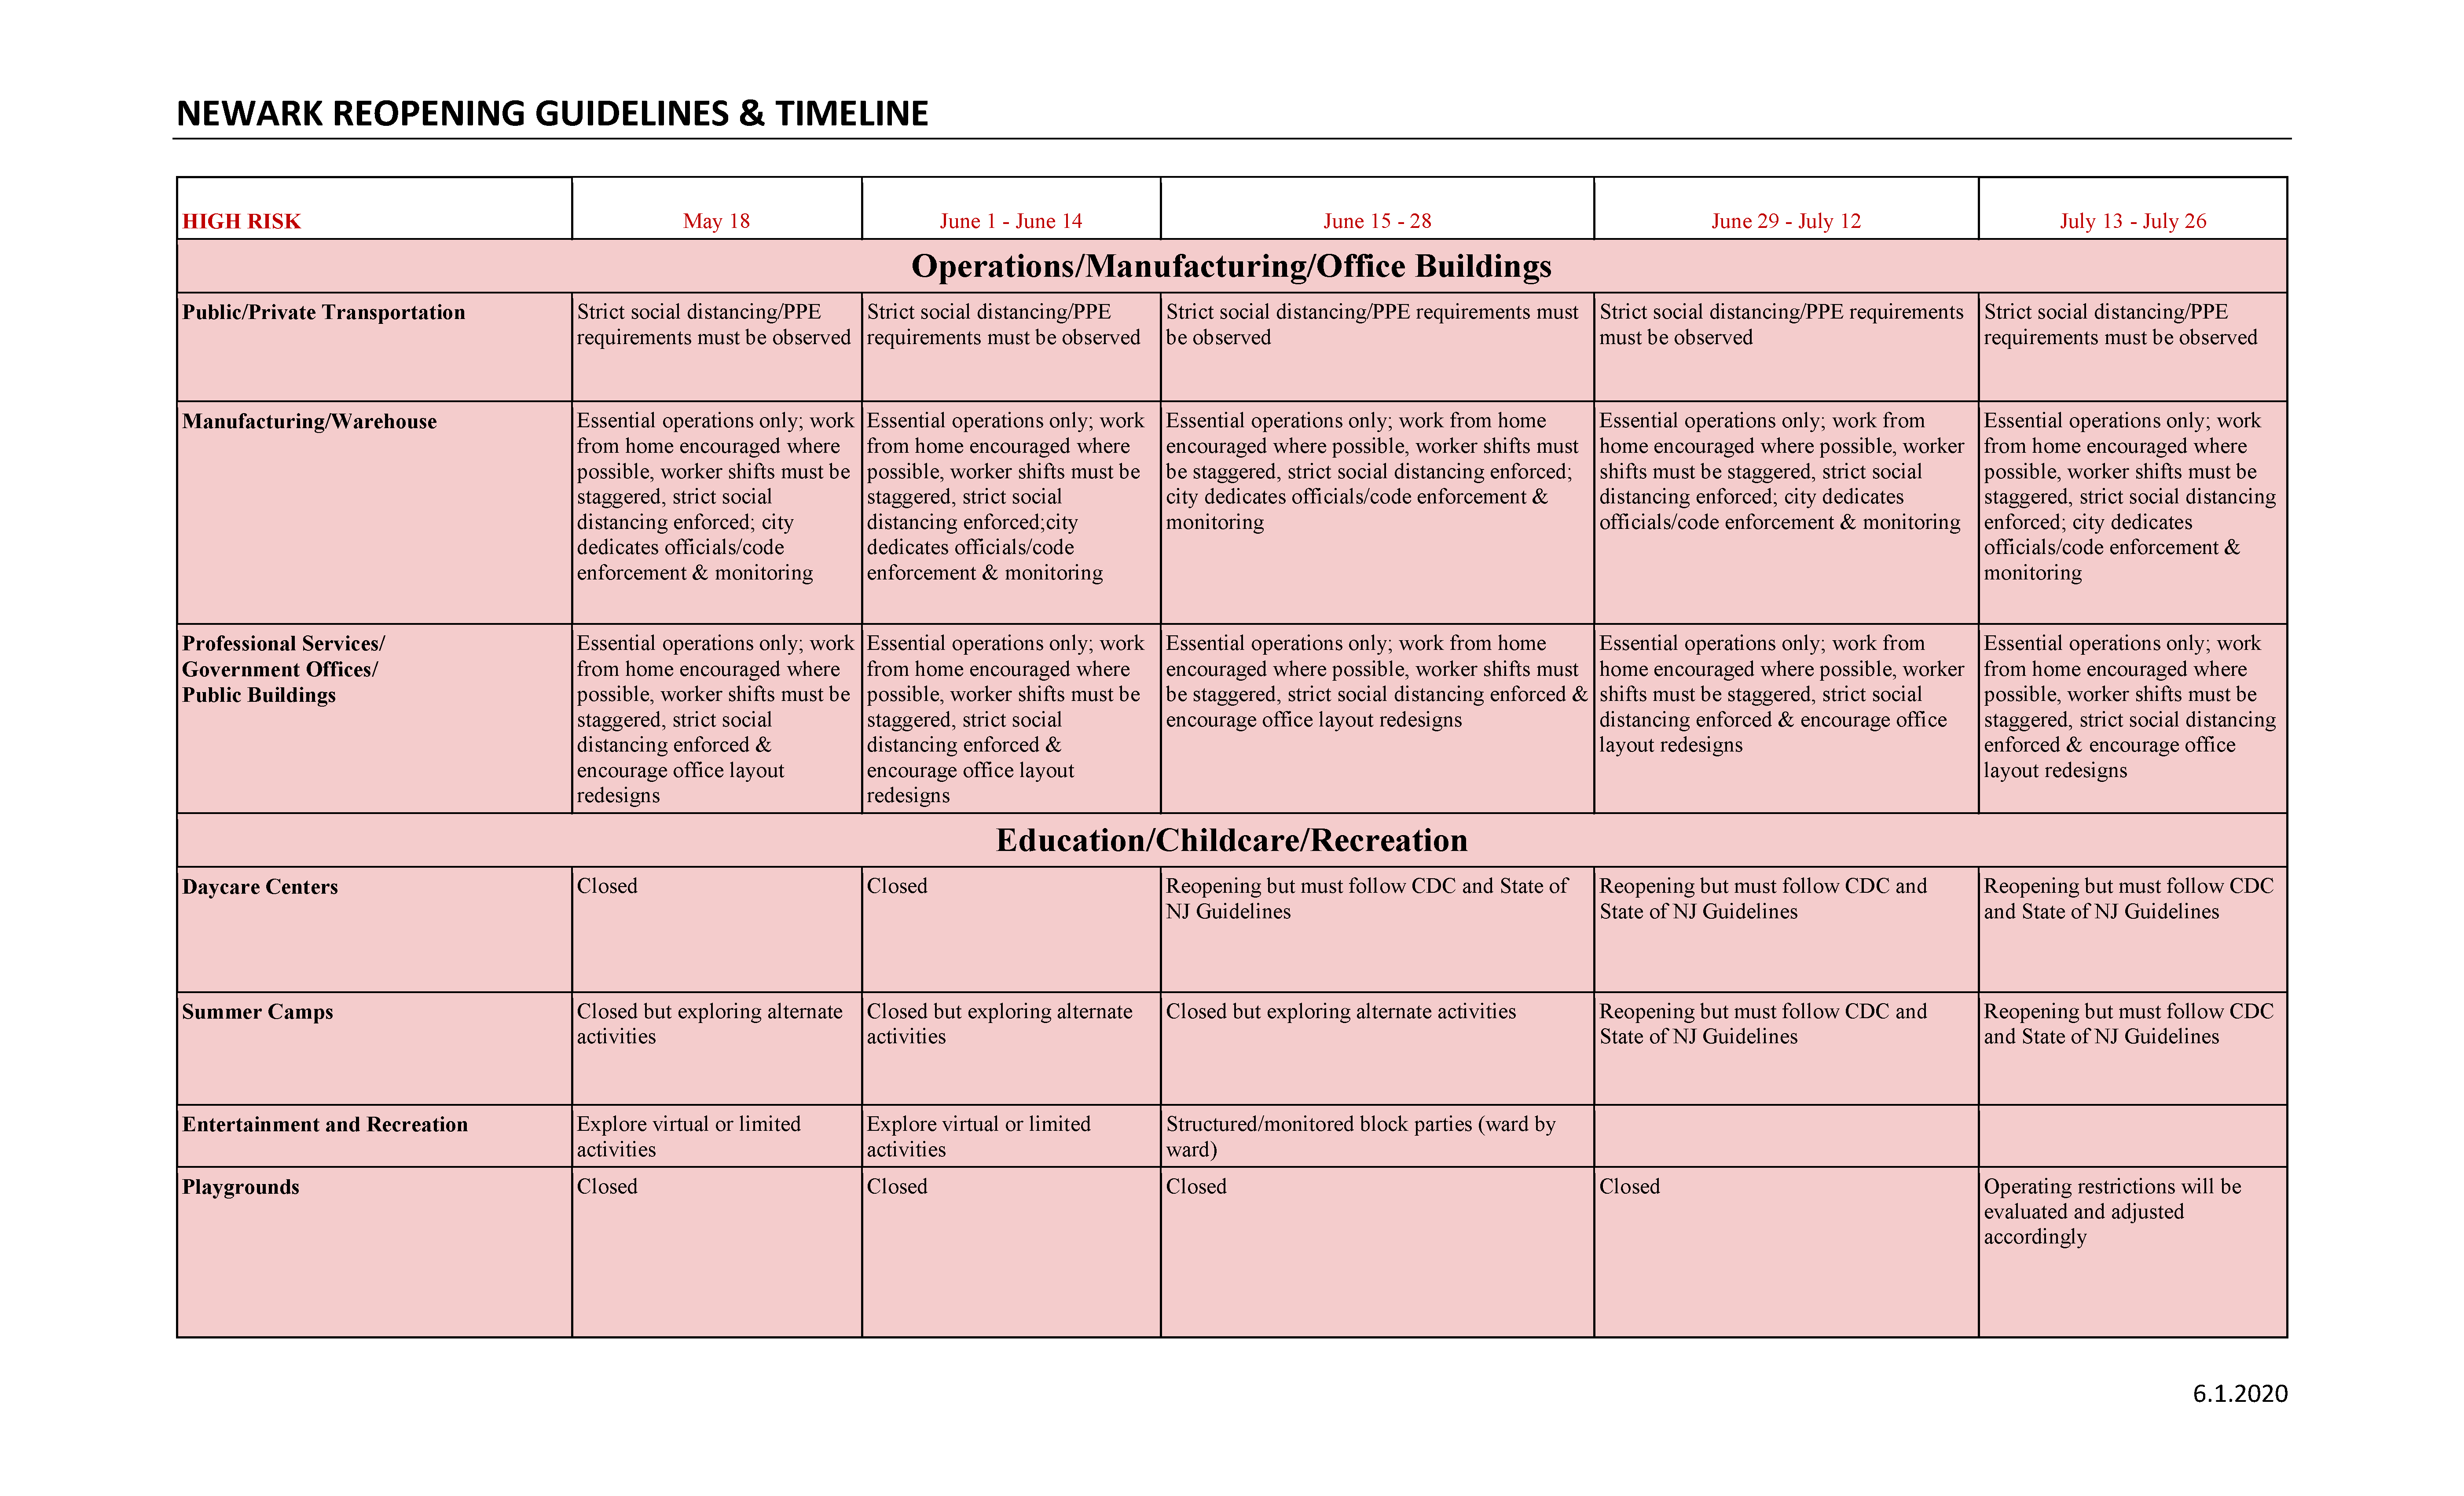 NEWARK REOPENING GUIDELINES & TIMELINE
HIGH RISK
May 18
June 1 - June 14
June 15 - 28
June 29 - July 12
July 13 - July 26
Operations/Manufacturing/Office Buildings
Public/Private Transportation
Strict social distancing/PPE
requirements must be observed
Strict social distancing/PPE
requirements must be observed
Strict social distancing/PPE requirements must
be observed
Strict social distancing/PPE requirements
must be observed
Strict social distancing/PPE
requirements must be observed
Manufacturing/Warehouse
Essential operations only; work
from home encouraged where
possible, worker shifts must be
staggered, strict social
distancing enforced; city
dedicates officials/code
enforcement & monitoring
Essential operations only; work
from home encouraged where
possible, worker shifts must be
staggered, strict social
distancing enforced;city
dedicates officials/code
enforcement & monitoring
Essential operations only; work from home
encouraged where possible, worker shifts must
be staggered, strict social distancing enforced;
city dedicates officials/code enforcement &
monitoring
Essential operations only; work from
home encouraged where possible, worker
shifts must be staggered, strict social
distancing enforced; city dedicates
officials/code enforcement & monitoring
Essential operations only; work
from home encouraged where
possible, worker shifts must be
staggered, strict social distancing
enforced; city dedicates
officials/code enforcement &
monitoring
Professional Services/
Government Offices/
Public Buildings
Essential operations only; work
from home encouraged where
possible, worker shifts must be
staggered, strict social
distancing enforced &
encourage office layout
redesigns
Essential operations only; work
from home encouraged where
possible, worker shifts must be
staggered, strict social
distancing enforced &
encourage office layout
redesigns
Essential operations only; work from home
encouraged where possible, worker shifts must
be staggered, strict social distancing enforced &
encourage office layout redesigns
Essential operations only; work from
home encouraged where possible, worker
shifts must be staggered, strict social
distancing enforced & encourage office
layout redesigns
Essential operations only; work
from home encouraged where
possible, worker shifts must be
staggered, strict social distancing
enforced & encourage office
layout redesigns
Education/Childcare/Recreation
Daycare Centers
Closed
Closed
Reopening but must follow CDC and State of
NJ Guidelines
Reopening but must follow CDC and
State of NJ Guidelines
Reopening but must follow CDC
and State of NJ Guidelines
Summer Camps
Closed but exploring alternate
activities
Closed but exploring alternate
activities
Closed but exploring alternate activities
Reopening but must follow CDC and
State of NJ Guidelines
Reopening but must follow CDC
and State of NJ Guidelines
Entertainment and Recreation
Explore virtual or limited
activities
Explore virtual or limited
activities
Structured/monitored block parties (ward by
ward)
Playgrounds
Closed
Closed
Closed
Closed
Operating restrictions will be
evaluated and adjusted
accordingly
6.1.2020